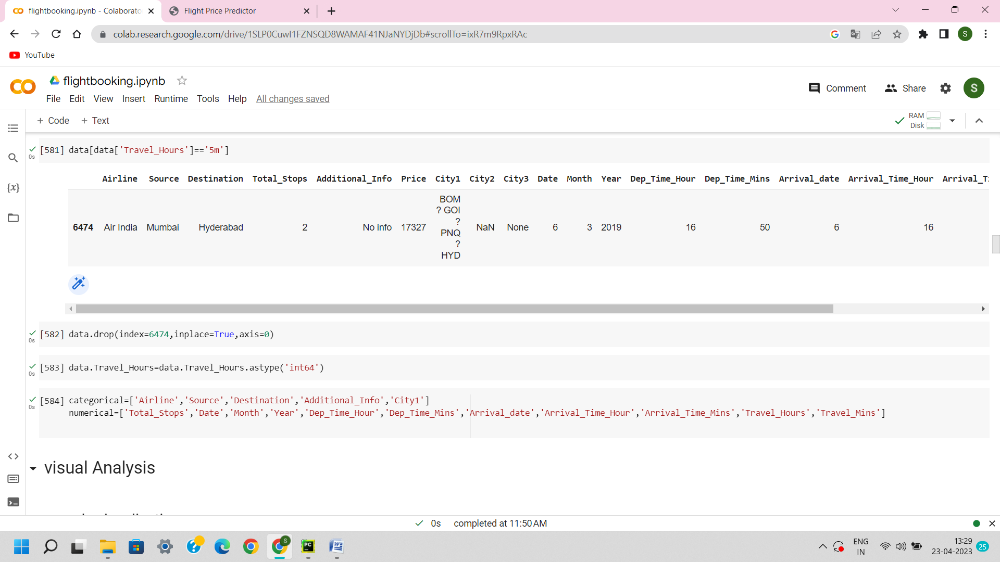 flightbooking.ipynb - Colaborato
Flight Price Predictor
colab.research.google.com/drive/1SLP0CuwI1FZNSQD8WAMAF41NJaNYDjDb#scrollTo=ixR7m9RpxRAc
S
YouTube
flightbooking.ipynb
File Edit View Insert Runtime Tools Help All changes saved
Comment Share S
+ Code + Text
RAM
Disk
[581] data[data['Travel_Hours']=='5m']
0s
Airline Source Destination Total_Stops Additional_Info Price City1 City2 City3 Date Month Year Dep_Time_Hour Dep_Time_Mins Arrival_date Arrival_Time_Hour Arrival_T
BOM
? GOI
?
6474 Air India Mumbai Hyderabad 2 No info 17327 PNQ NaN None 6 3 2019 16 50 6 16
?
HYD
[582] data.drop(index=6474,inplace=True,axis=0)
0s
[583] data.Travel_Hours=data.Travel_Hours.astype('int64')
0s
[584] categorical=['Airline','Source','Destination','Additional_Info','City1']
0s
numerical=['Total_Stops','Date','Month','Year','Dep_Time_Hour','Dep_Time_Mins','Arrival_date','Arrival_Time_Hour','Arrival_Time_Mins','Travel_Hours','Travel_Mins']
visual Analysis
0s completed at 11:50 AM
ENG
IN
13:29
23-04-2023
25